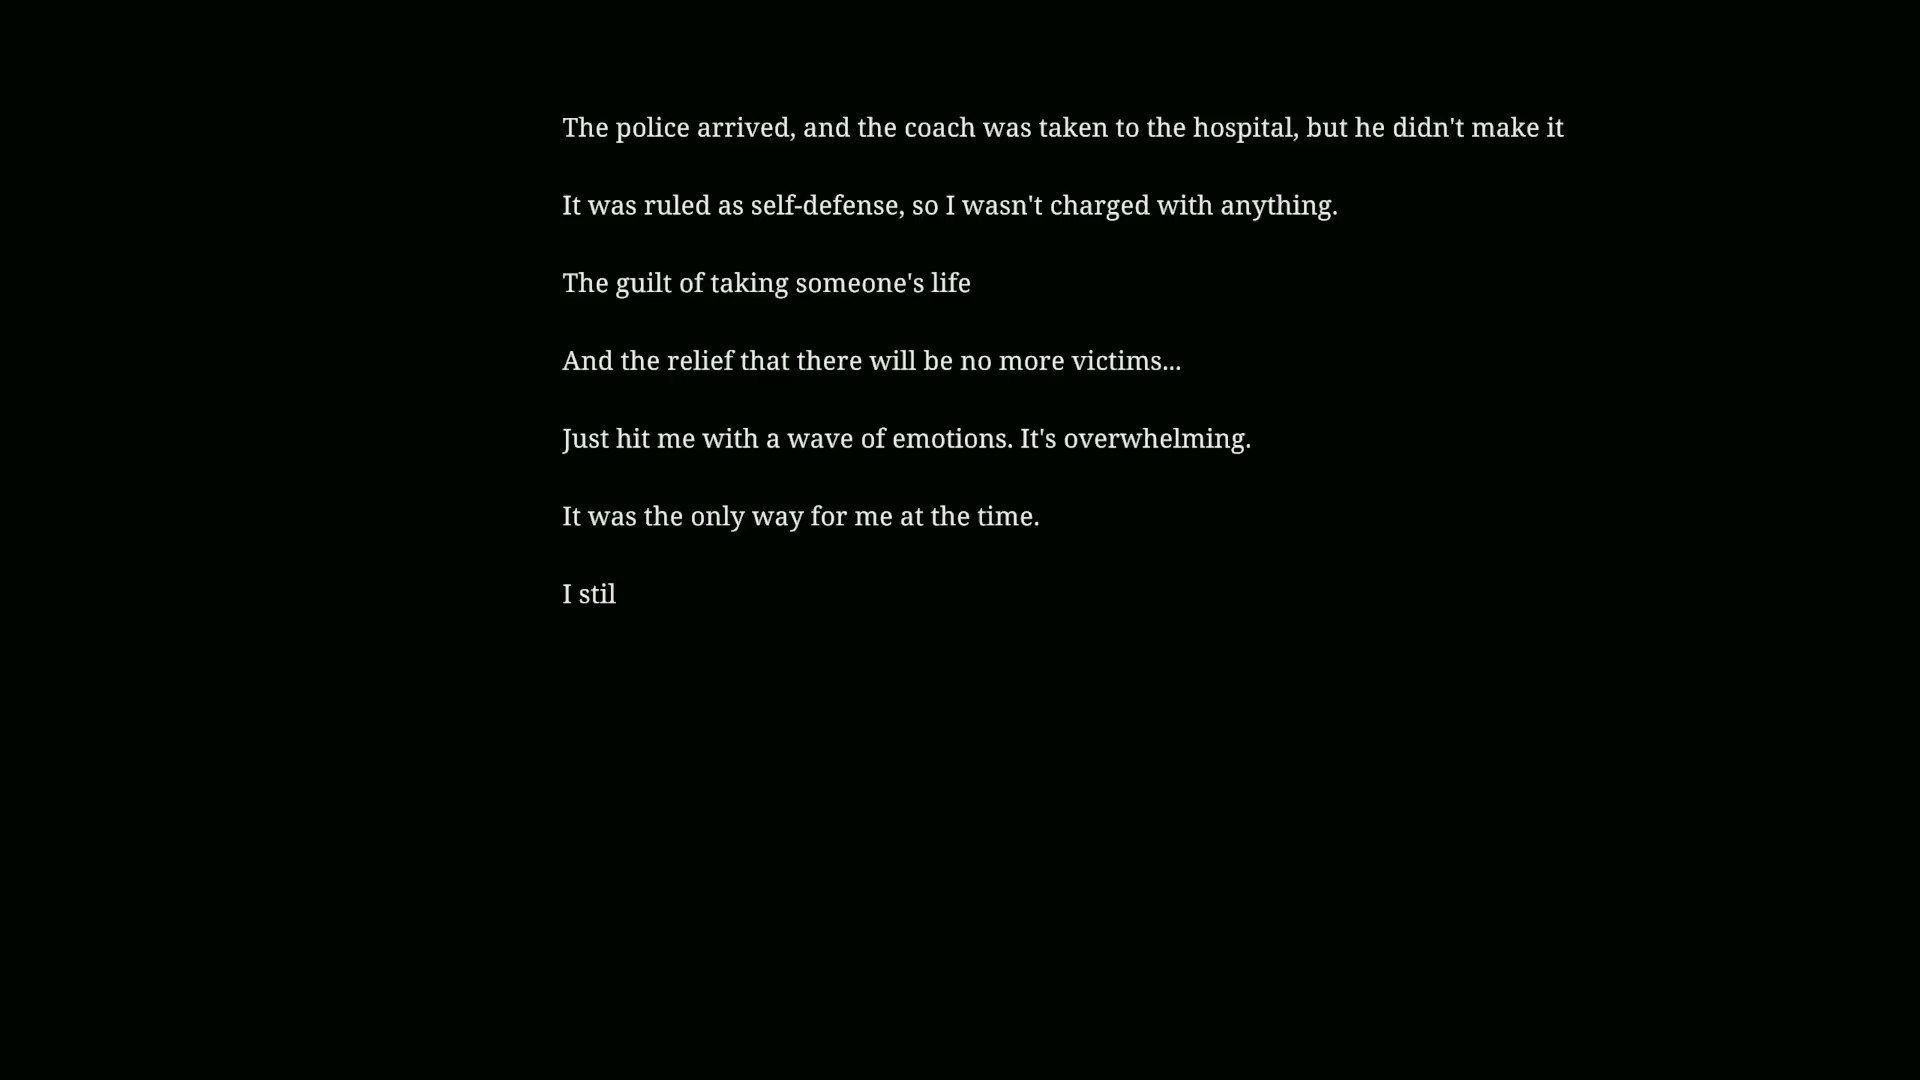 The police arrived, and the coach was taken to the hospital, but he didn't make it
It was ruled as self-defense, so I wasn't charged with anything.
The guilt of taking someone's life
And the relief that there will be no more victims...
Just hit me with a wave of emotions. It's overwhelming.
It was the only way for me at the time.
I stil